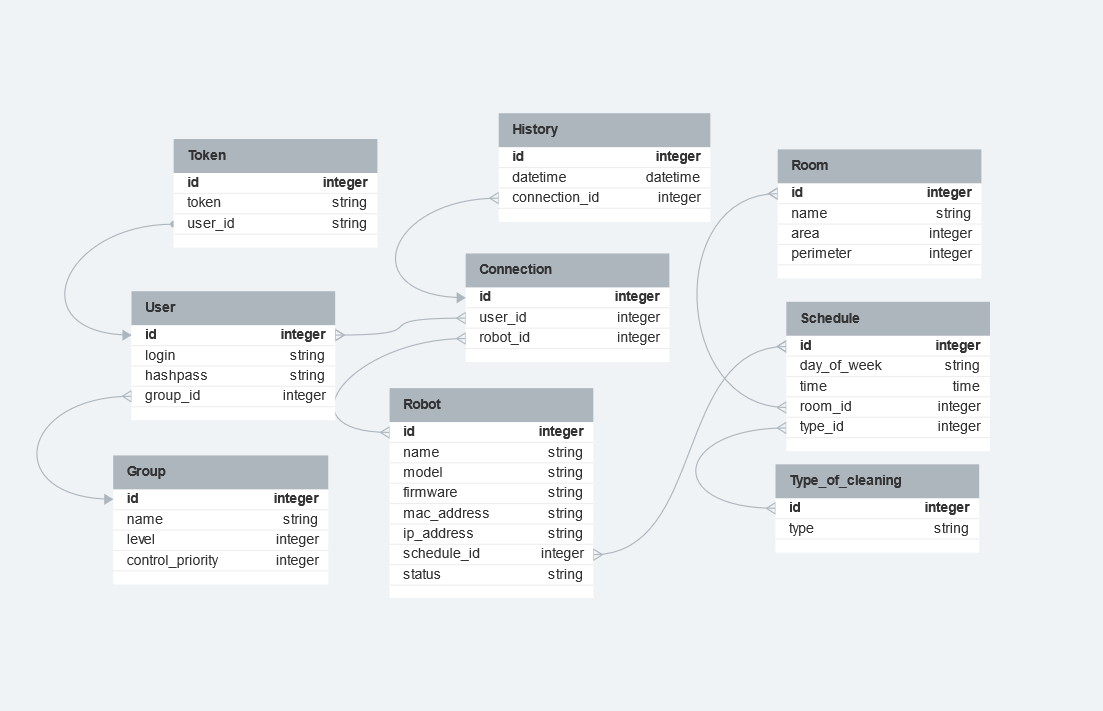 Token
id integer
token string
user_id string
User
id integer
login string
hashpass string
group_id integer
Group
id integer
name string
level integer
control_priority integer
History
id integer
datetime datetime
connection_id integer
Connection
id integer
user_id integer
robot_id integer
Robot
id integer
name string
model string
firmware string
mac_address string
ip_address string
schedule_id integer
status string
Room
id integer
name string
area integer
perimeter integer
Schedule
id integer
day_of_week string
time time
room_id integer
type_id integer
Type_of_cleaning
id integer
type string